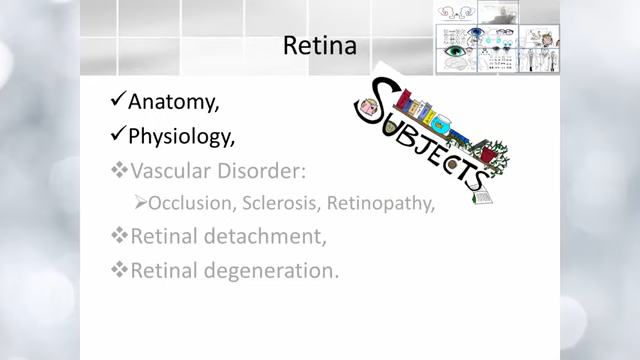 Retina
Anatomy,
Physiology,
SUBJECTS
Vascular Disorder:
Occlusion, Sclerosis, Retinopathy,
Retinal detachment,
Retinal degeneration.